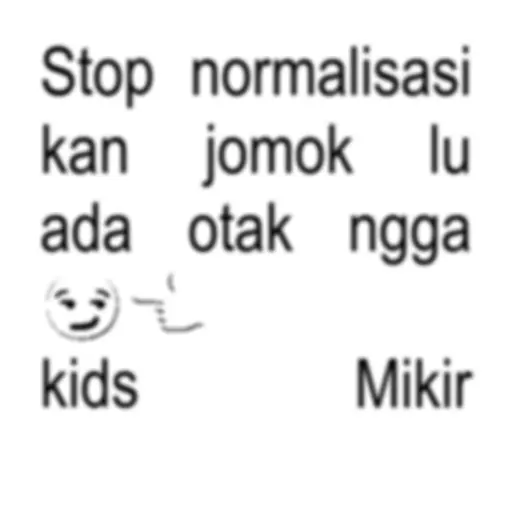 Stop normalisasi
kan jomok lu
ada otak ngga
😏👈
kids Mikir